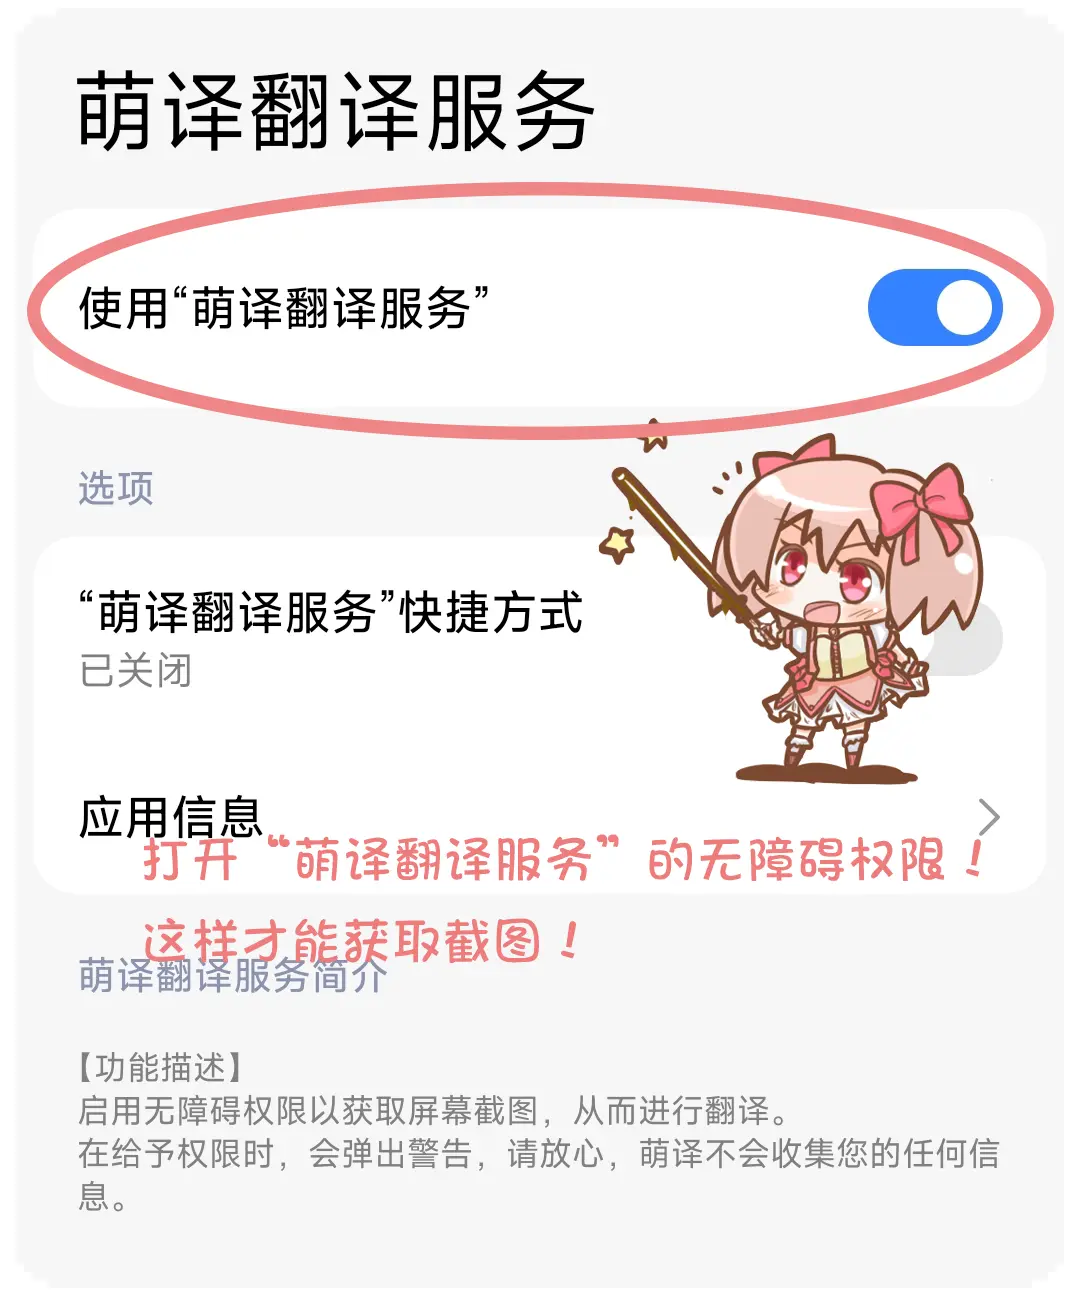 萌译翻译服务
使用“萌译翻译服务”
选项
“萌译翻译服务”快捷方式
已关闭
应用信息
打开“萌译翻译服务”的无障碍权限！
这样才能获取截图！
萌译翻译服务简介
【功能描述】
启用无障碍权限以获取屏幕截图，从而进行翻译。
在给予权限时，会弹出警告，请放心，萌译不会收集您的任何信
息。